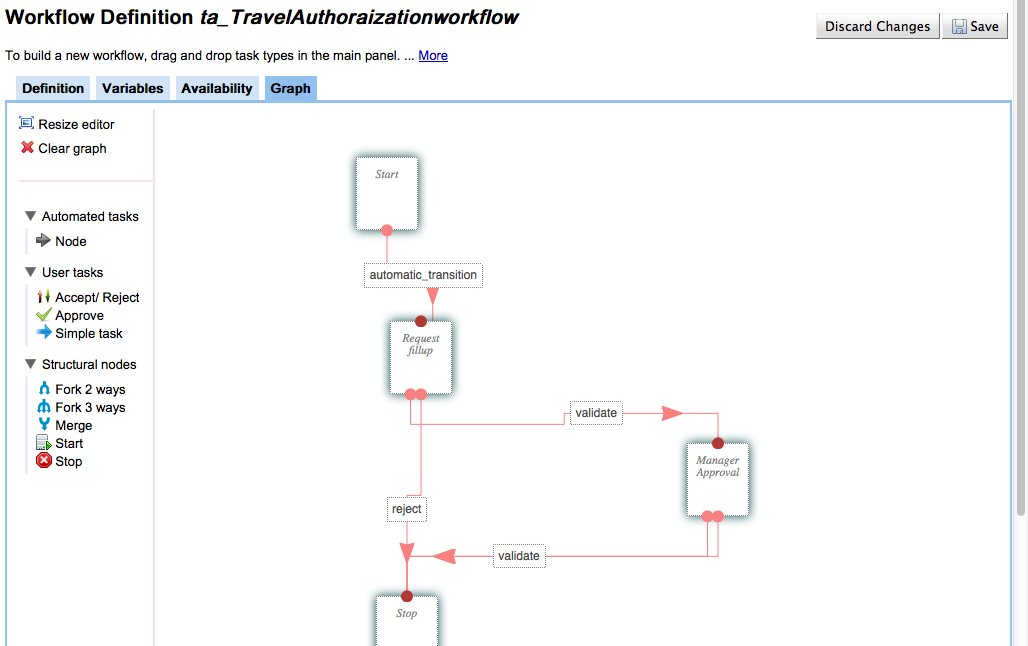 Workflow Definition ta_TravelAuthoraizationworkflow
Discard Changes
Save
To build a new workflow, drag and drop task types in the main panel. ... More
Definition
Variables
Availability
Graph
Resize editor
Clear graph
Automated tasks
Node
User tasks
Accept/ Reject
Approve
Simple task
Structural nodes
Fork 2 ways
Fork 3 ways
Merge
Start
Stop
Start
automatic_transition
Request
fillup
validate
Manager
Approval
reject
validate
Stop